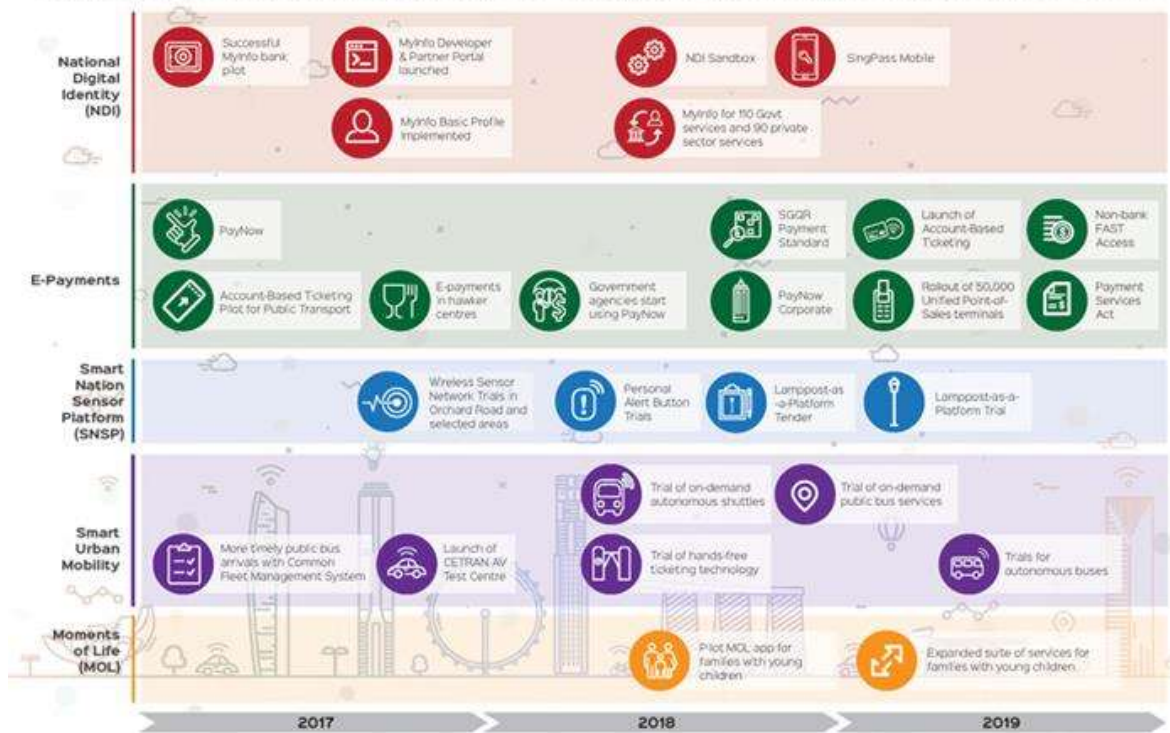 National
Digital
Identity
(NDI)
Successful
MyInfo bank
pilot
MyInfo Developer
& Partner Portal
launched
MyInfo Basic Profile
Implemented
NDI Sandbox
MyInfo for 110 Govt
services and 90 private
sector services
SingPass Mobile
E-Payments
PayNow
Account-Based Ticketing
Pilot for Public Transport
E-payments
in hawker
centres
Government
agencies start
using PayNow
SGQR
Payment
Standard
PayNow
Corporate
Launch of
Account-Based
Ticketing
Rollout of 50,000
Unified Point-of-
Sales terminals
Non-bank
FAST
Access
Payment
Services
Act
Smart
Nation
Sensor
Platform
(SNSP)
Wireless Sensor
Network Trials in
Orchard Road and
selected areas
Personal
Alert Button
Trials
Lamppost-as
-a-Platform
Tender
Lamppost-as-a-
Platform Trial
Smart
Urban
Mobility
More timely public bus
arrivals with Common
Fleet Management System
Launch of
CETRAN AV
Test Centre
Trial of on-demand
autonomous shuttles
Trial of hands-free
ticketing technology
Trial of on-demand
public bus services
Trials for
autonomous buses
Moments
of Life
(MOL)
Pilot MOL app for
families with young
children
Expanded suite of services for
families with young children
2017
2018
2019